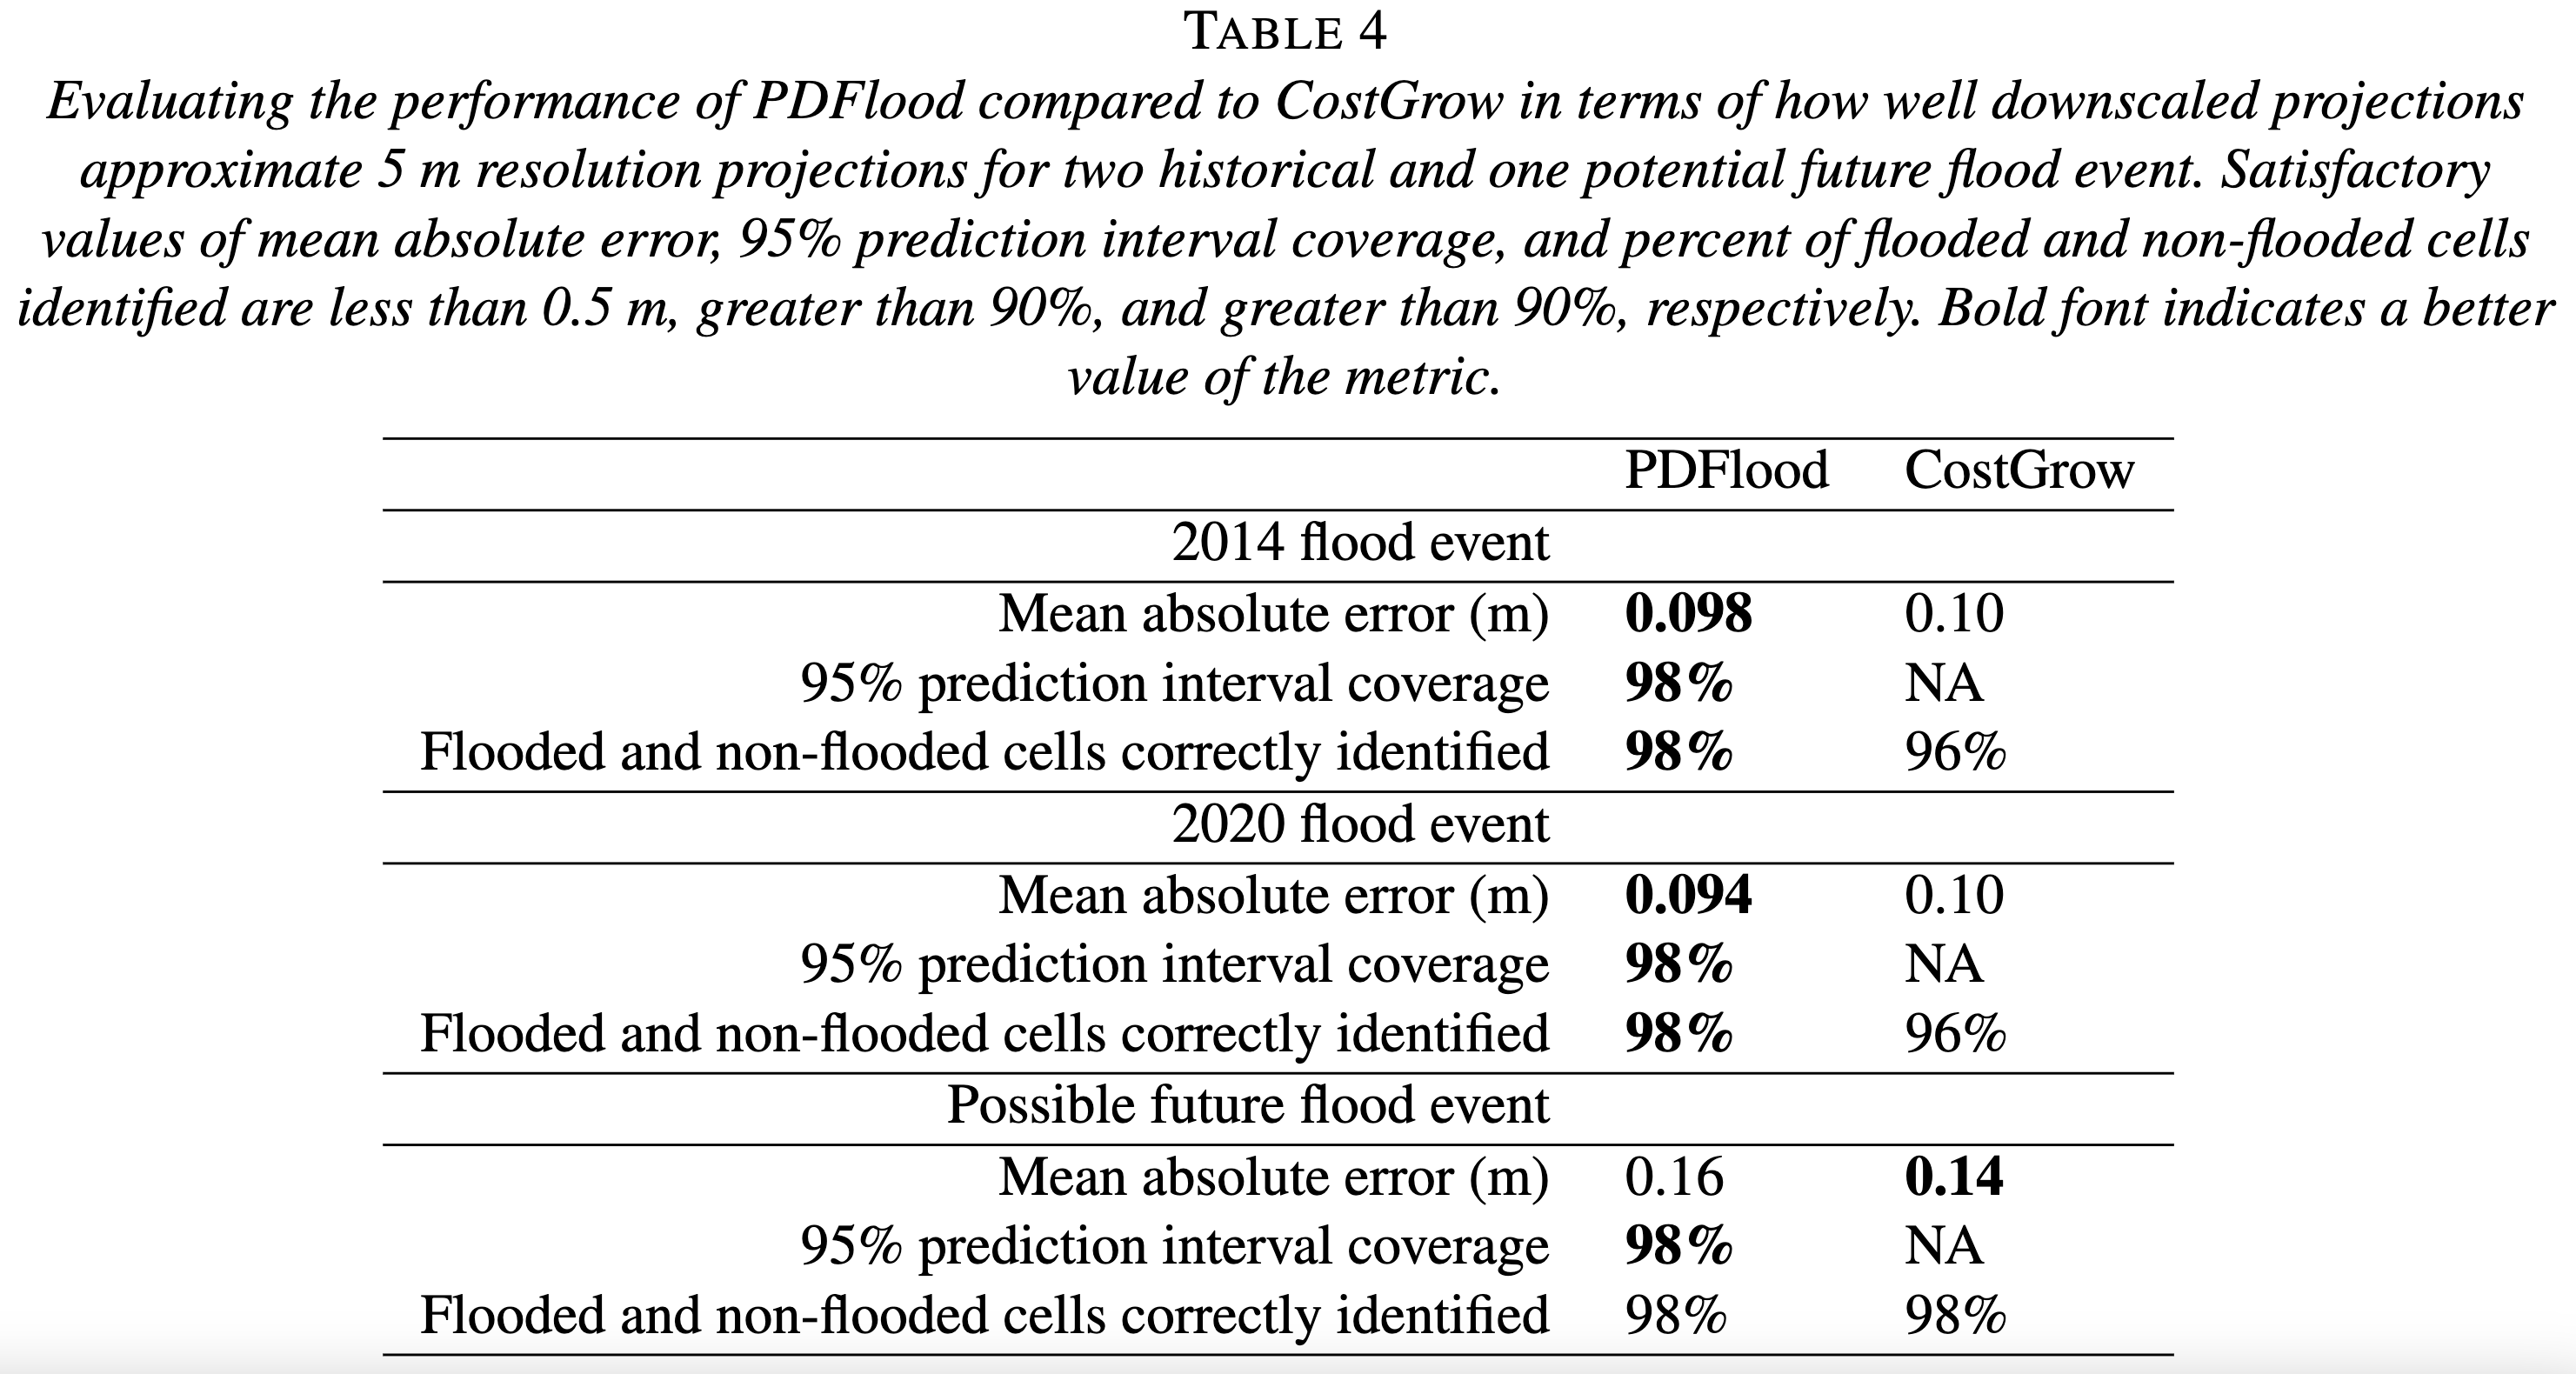 TABLE 4
Evaluating the performance of PDFlood compared to CostGrow in terms of how well downscaled projections
approximate 5 m resolution projections for two historical and one potential future flood event. Satisfactory
values of mean absolute error, 95% prediction interval coverage, and percent of flooded and non-flooded cells
identified are less than 0.5 m, greater than 90%, and greater than 90%, respectively. Bold font indicates a better
value of the metric.
PDFlood CostGrow
2014 flood event
Mean absolute error (m) 0.098 0.10
95% prediction interval coverage 98% NA
Flooded and non-flooded cells correctly identified 98% 96%
2020 flood event
Mean absolute error (m) 0.094 0.10
95% prediction interval coverage 98% NA
Flooded and non-flooded cells correctly identified 98% 96%
Possible future flood event
Mean absolute error (m) 0.16 0.14
95% prediction interval coverage 98% NA
Flooded and non-flooded cells correctly identified 98% 98%